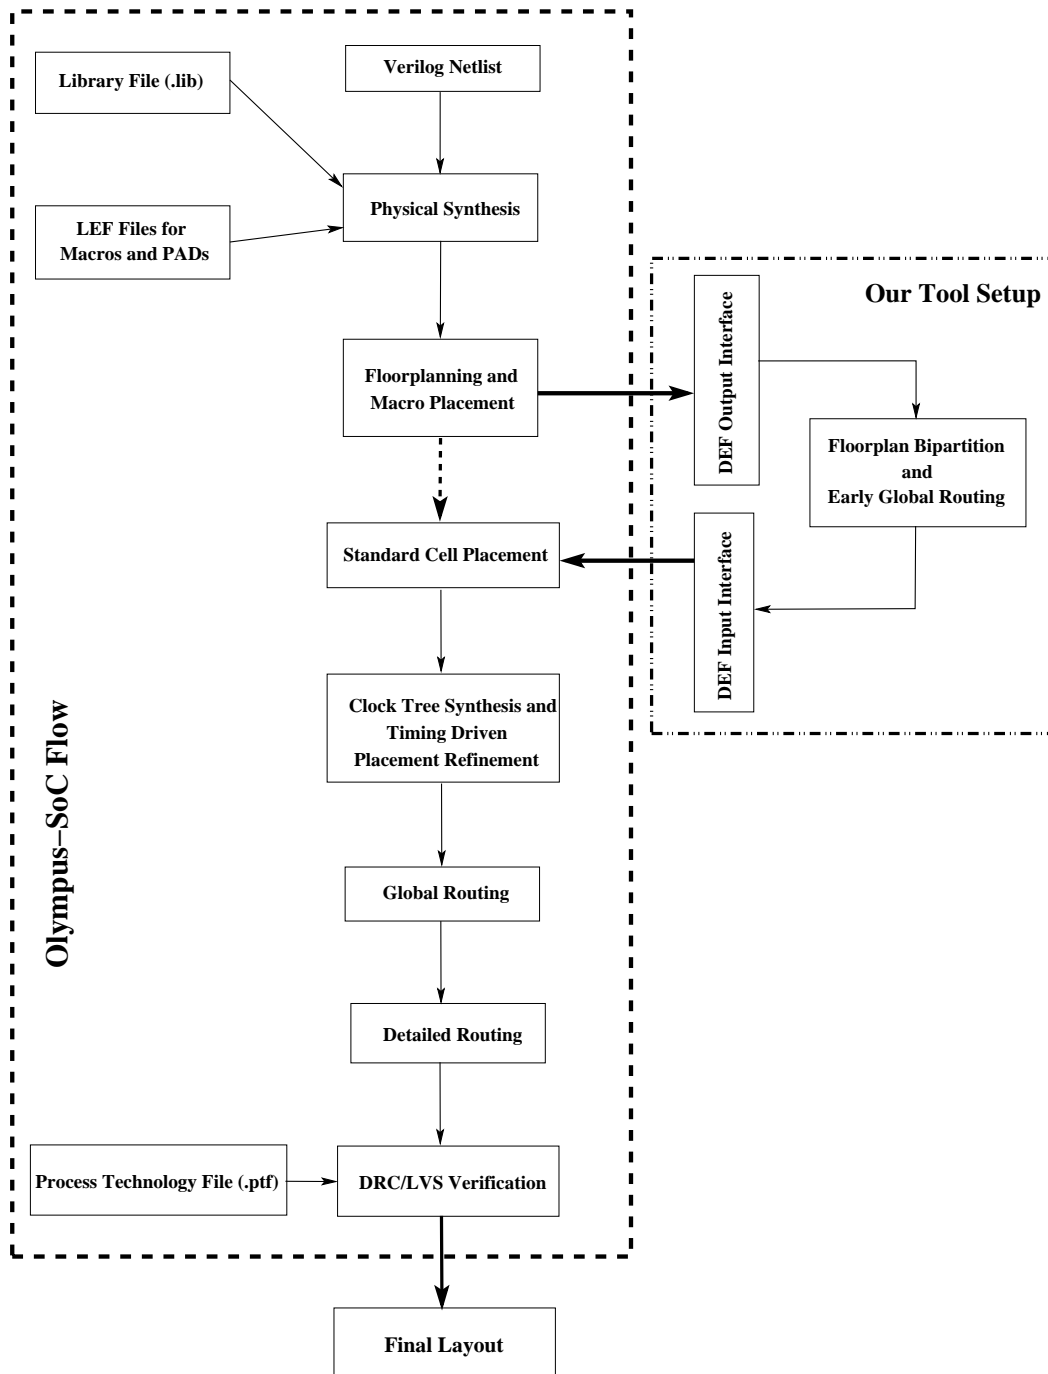 Library File (.lib)
Verilog Netlist
Physical Synthesis
LEF Files for
Macros and PADs
Our Tool Setup
DEF Output Interface
Floorplanning and
Macro Placement
Floorplan Bipartition
and
Early Global Routing
Standard Cell Placement
DEF Input Interface
Clock Tree Synthesis and
Timing Driven
Placement Refinement
Olympus–SoC Flow
Global Routing
Detailed Routing
Process Technology File (.ptf)
DRC/LVS Verification
Final Layout